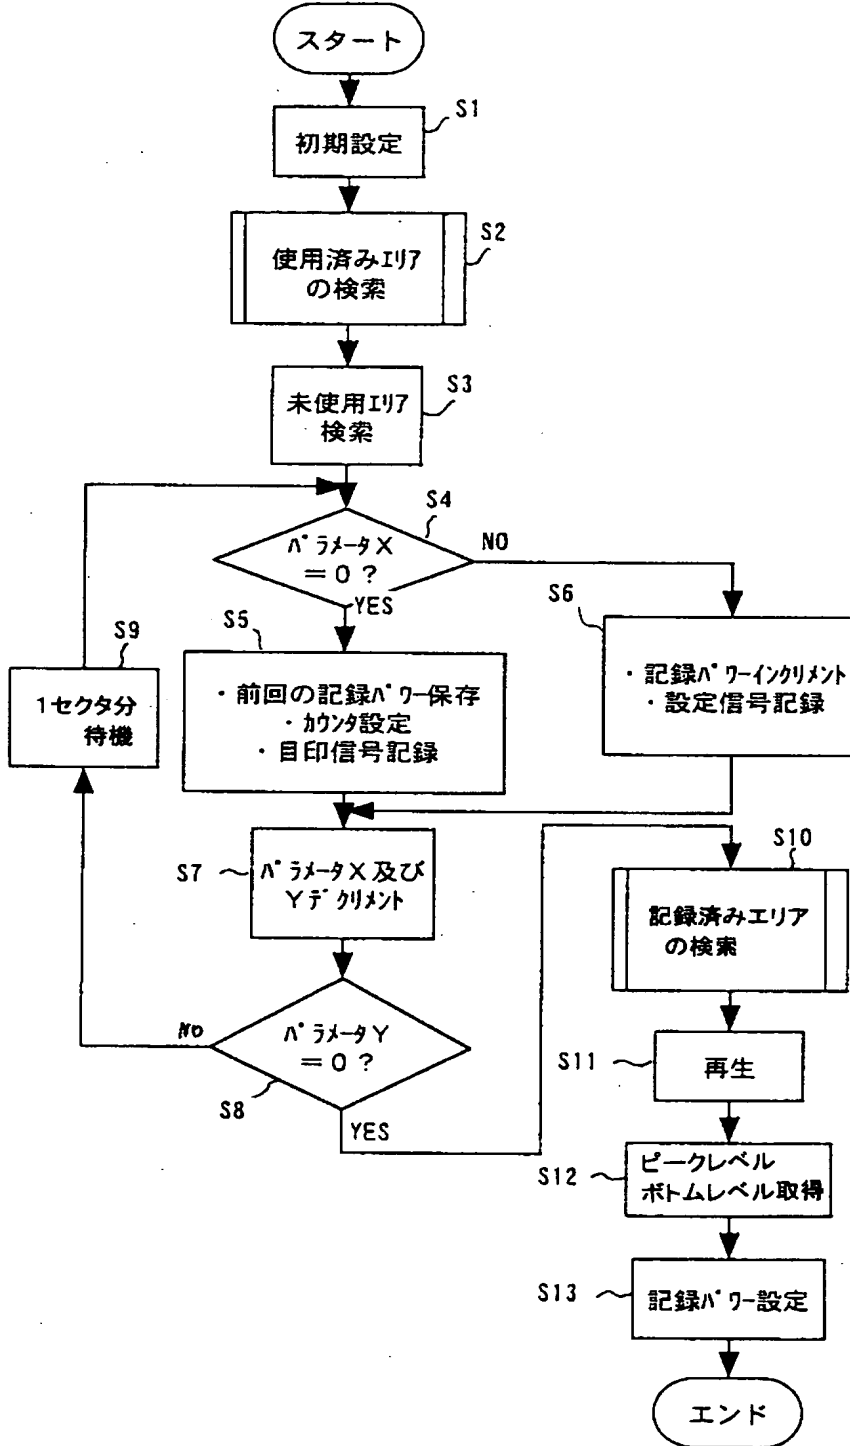 スタート
S1
初期設定
S2
使用済みエリア
の検索
S3
未使用エリア
検索
S4
パラメータX
=0?
NO
YES
S5
・前回の記録パワー保存
・カウンタ設定
・目印信号記録
S6
・記録パワーインクリメント
・設定信号記録
S9
1セクタ分
待機
S7
パラメータX及び
Yデクリメント
S8
パラメータY
=0?
NO
YES
S10
記録済みエリア
の検索
S11
再生
S12
ピークレベル
ボトムレベル取得
S13
記録パワー設定
エンド